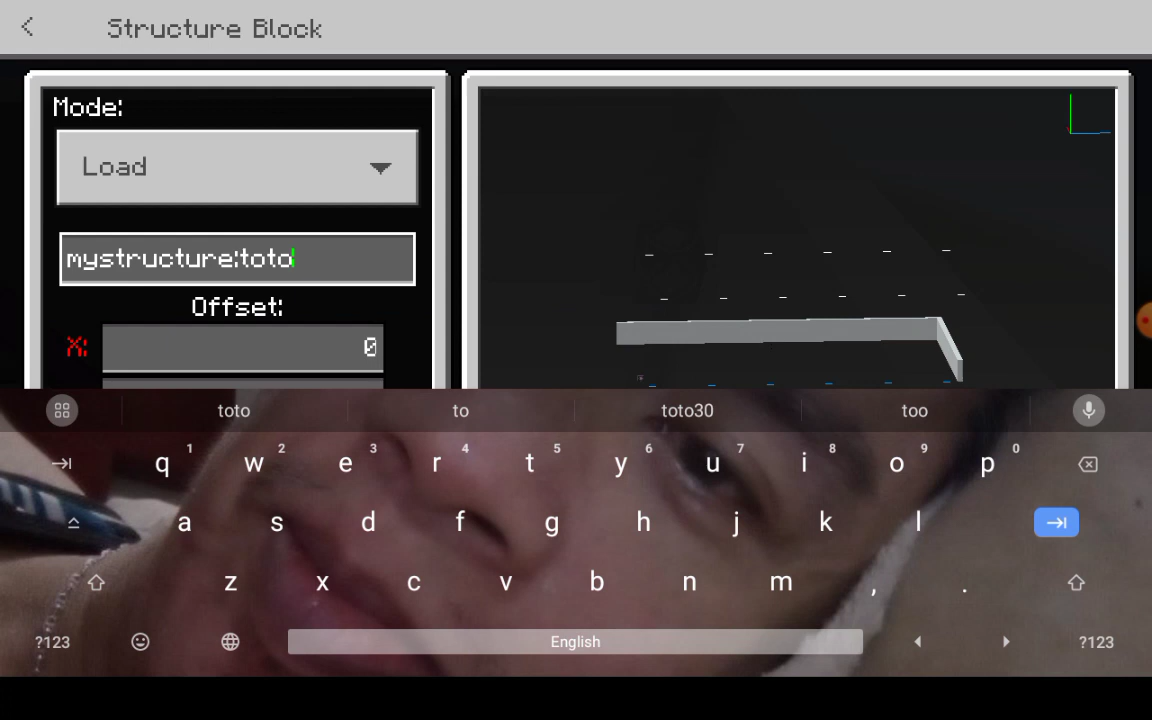 Structure Block
Mode:
Load
mystructure:toto
Offset:
X: 0
toto to toto30 too
q 1 w 2 e 3 r 4 t 5 y 6 u 7 i 8 o 9 p 0
a s d f g h j k l
z x c v b n m , .
?123 English ?123